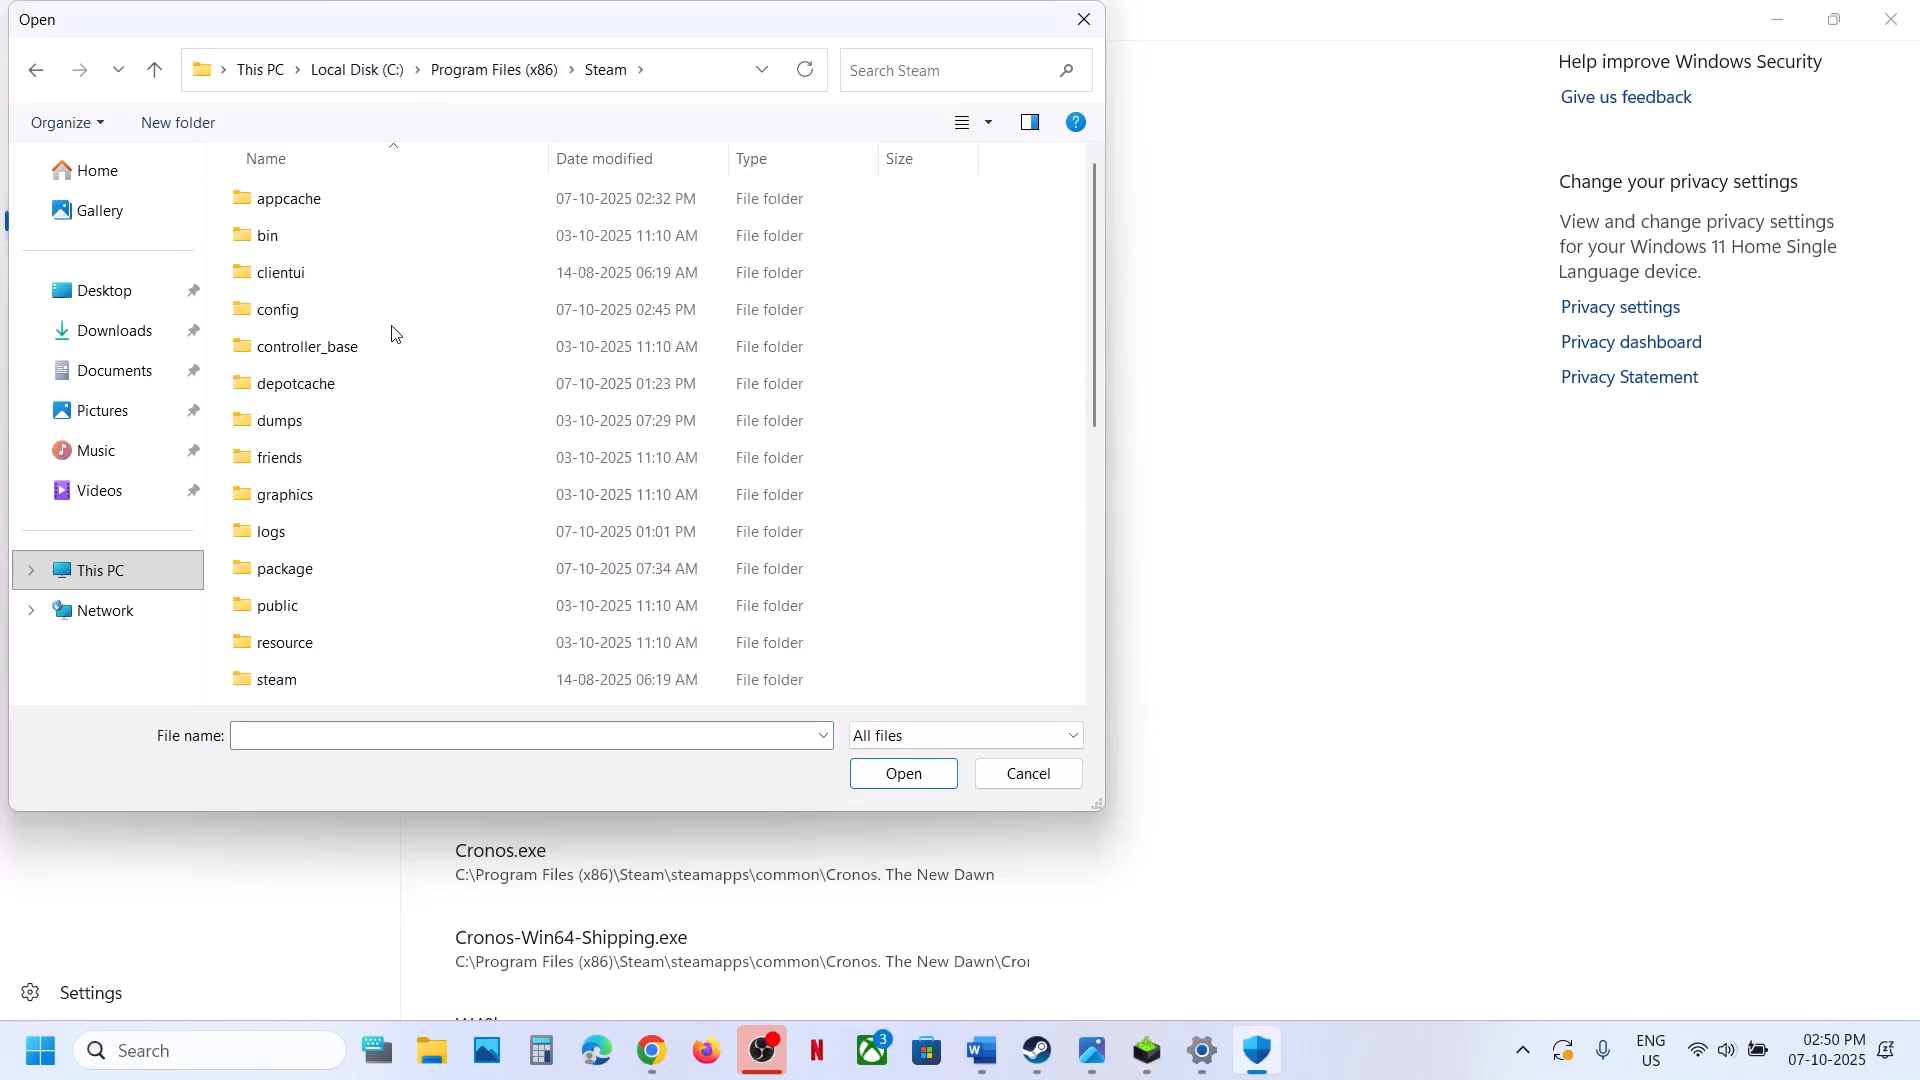 Open
This PC
Local Disk (C:)
Program Files (x86)
Steam
Search Steam
Organize
New folder
?
Name
Date modified
Type
Size
Home
Gallery
Desktop
Downloads
Documents
Pictures
Music
Videos
This PC
Network
appcache 07-10-2025 02:32 PM File folder
bin 03-10-2025 11:10 AM File folder
clientui 14-08-2025 06:19 AM File folder
config 07-10-2025 02:45 PM File folder
controller_base 03-10-2025 11:10 AM File folder
depotcache 07-10-2025 01:23 PM File folder
dumps 03-10-2025 07:29 PM File folder
friends 03-10-2025 11:10 AM File folder
graphics 03-10-2025 11:10 AM File folder
logs 07-10-2025 01:01 PM File folder
package 07-10-2025 07:34 AM File folder
public 03-10-2025 11:10 AM File folder
resource 03-10-2025 11:10 AM File folder
steam 14-08-2025 06:19 AM File folder
File name:
All files
Open
Cancel
Help improve Windows Security
Give us feedback
Change your privacy settings
View and change privacy settings
for your Windows 11 Home Single
Language device.
Privacy settings
Privacy dashboard
Privacy Statement
Cronos.exe
C:\Program Files (x86)\Steam\steamapps\common\Cronos. The New Dawn
Cronos-Win64-Shipping.exe
C:\Program Files (x86)\Steam\steamapps\common\Cronos. The New Dawn\Cro
Settings
Search
N
3
W
ENG
US
02:50 PM
07-10-2025